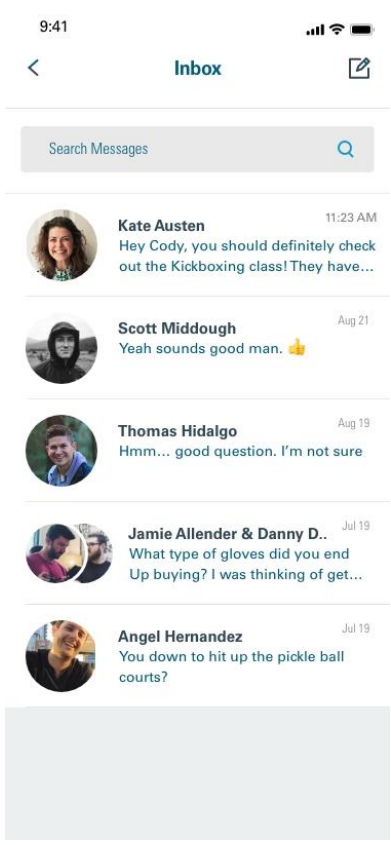 9:41
Inbox
Search Messages
Kate Austen 11:23 AM
Hey Cody, you should definitely check
out the Kickboxing class! They have...
Scott Middough Aug 21
Yeah sounds good man. 👍
Thomas Hidalgo Aug 19
Hmm... good question. I'm not sure
Jamie Allender & Danny D.. Jul 19
What type of gloves did you end
Up buying? I was thinking of get...
Angel Hernandez Jul 19
You down to hit up the pickle ball
courts?